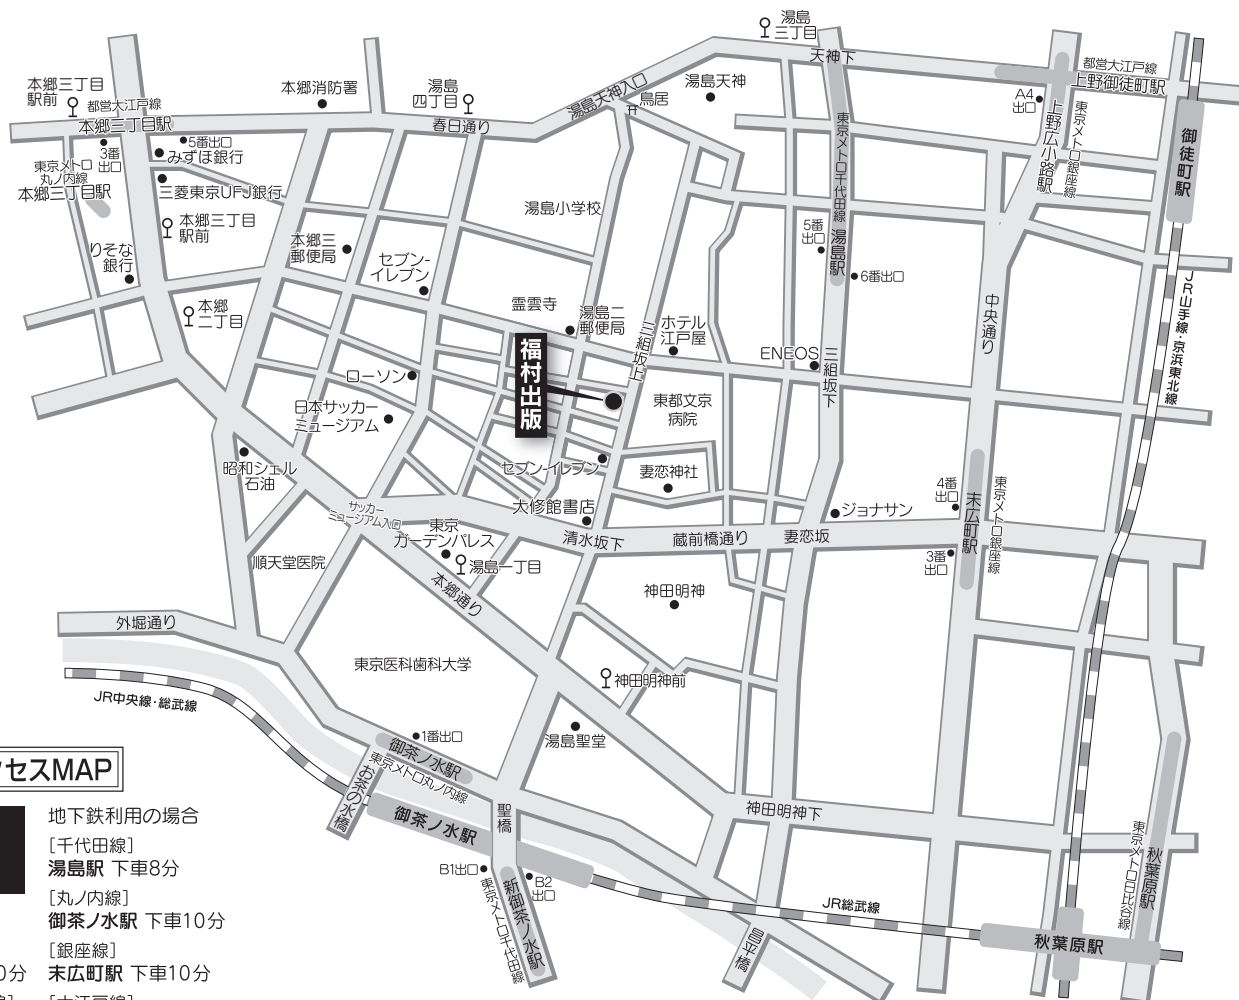 湯島
三丁目
天神下
都営大江戸線
上野御徒町駅
本郷三丁目
駅前
都営大江戸線
本郷三丁目駅
本郷消防署
湯島
四丁目
春日通り
湯島天神入口
鳥居
湯島天神
A4
出口
上野広小路駅
東京メトロ銀座線
御徒町駅
3番
出口
5番出口
みずほ銀行
東京メトロ
丸ノ内線
本郷三丁目駅
三菱東京UFJ銀行
本郷三丁目
駅前
りそな
銀行
本郷
二丁目
本郷三
郵便局
セブン-
イレブン
湯島小学校
東京メトロ千代田線
湯島駅
5番
出口
6番出口
中央通り
JR山手線・京浜東北線
霊雲寺
湯島二
郵便局
三組坂上
ホテル
江戸屋
ENEOS
三組坂下
福村出版
ローソン
日本サッカー
ミュージアム
東都文京
病院
昭和シェル
石油
セブン-イレブン
妻恋神社
4番
出口
東京メトロ銀座線
末広町駅
3番
出口
サッカー
ミュージアム入口
大修館書店
ジョナサン
東京
ガーデンパレス
清水坂下
蔵前橋通り
妻恋坂
順天堂医院
湯島一丁目
本郷通り
神田明神
外堀通り
東京医科歯科大学
神田明神前
JR中央線・総武線
湯島聖堂
1番出口
御茶ノ水駅
東京メトロ丸ノ内線
お茶の水橋
御茶ノ水駅
聖橋
神田明神下
B1出口
B2
出口
新御茶ノ水駅
東京メトロ千代田線
昌平橋
JR総武線
秋葉原駅
東京メトロ日比谷線
秋葉原駅
セスMAP
地下鉄利用の場合
[千代田線]
湯島駅 下車8分
[丸ノ内線]
御茶ノ水駅 下車10分
[銀座線]
0分 末広町駅 下車10分